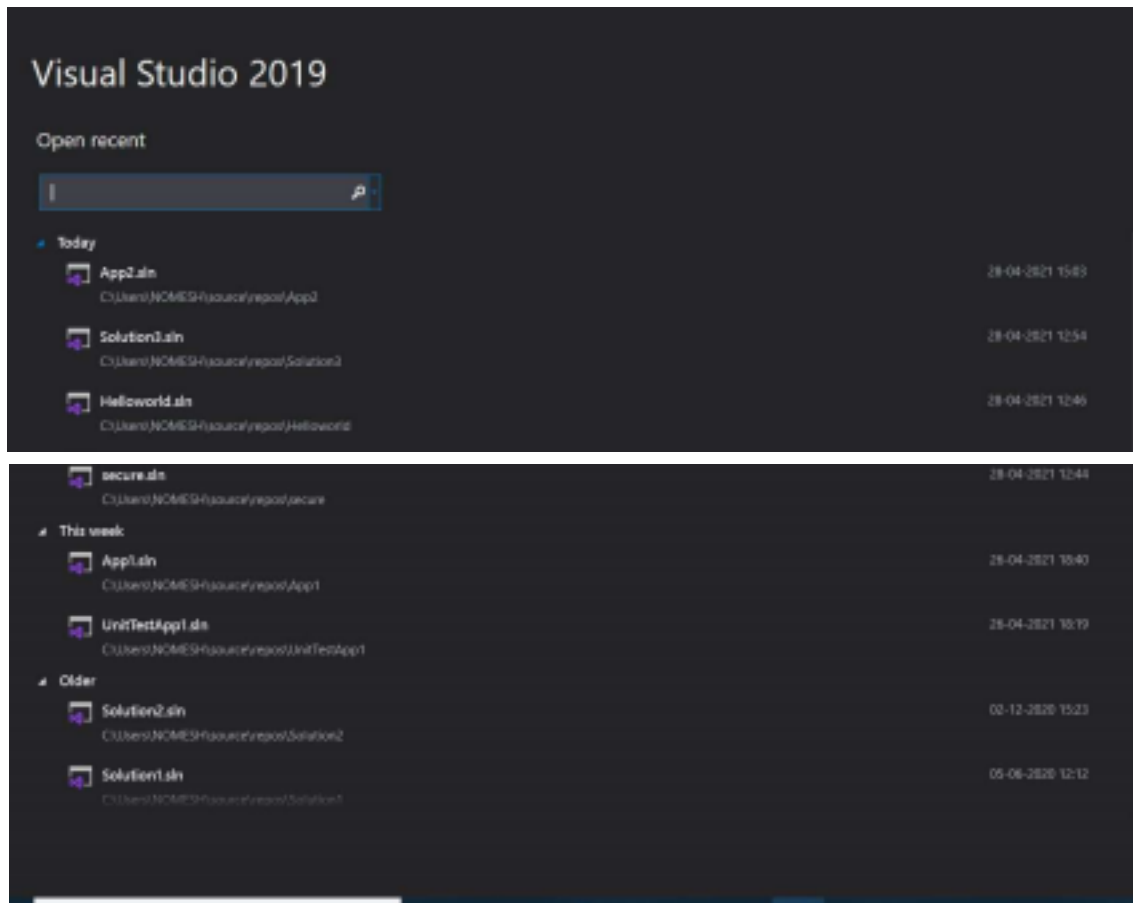 Visual Studio 2019
Open recent
Today
App2.sln 28-04-2021 15:03
C:\Users\NOMESH\source\repos\App2
Solution3.sln 28-04-2021 12:54
C:\Users\NOMESH\source\repos\Solution3
Helloworld.sln 28-04-2021 12:46
C:\Users\NOMESH\source\repos\Helloworld
secure.sln 28-04-2021 12:44
C:\Users\NOMESH\source\repos\secure
This week
App1.sln 26-04-2021 18:40
C:\Users\NOMESH\source\repos\App1
UnitTestApp1.sln 26-04-2021 18:19
C:\Users\NOMESH\source\repos\UnitTestApp1
Older
Solution2.sln 02-12-2020 15:23
C:\Users\NOMESH\source\repos\Solution2
Solution1.sln 05-06-2020 12:12
C:\Users\NOMESH\source\repos\Solution1